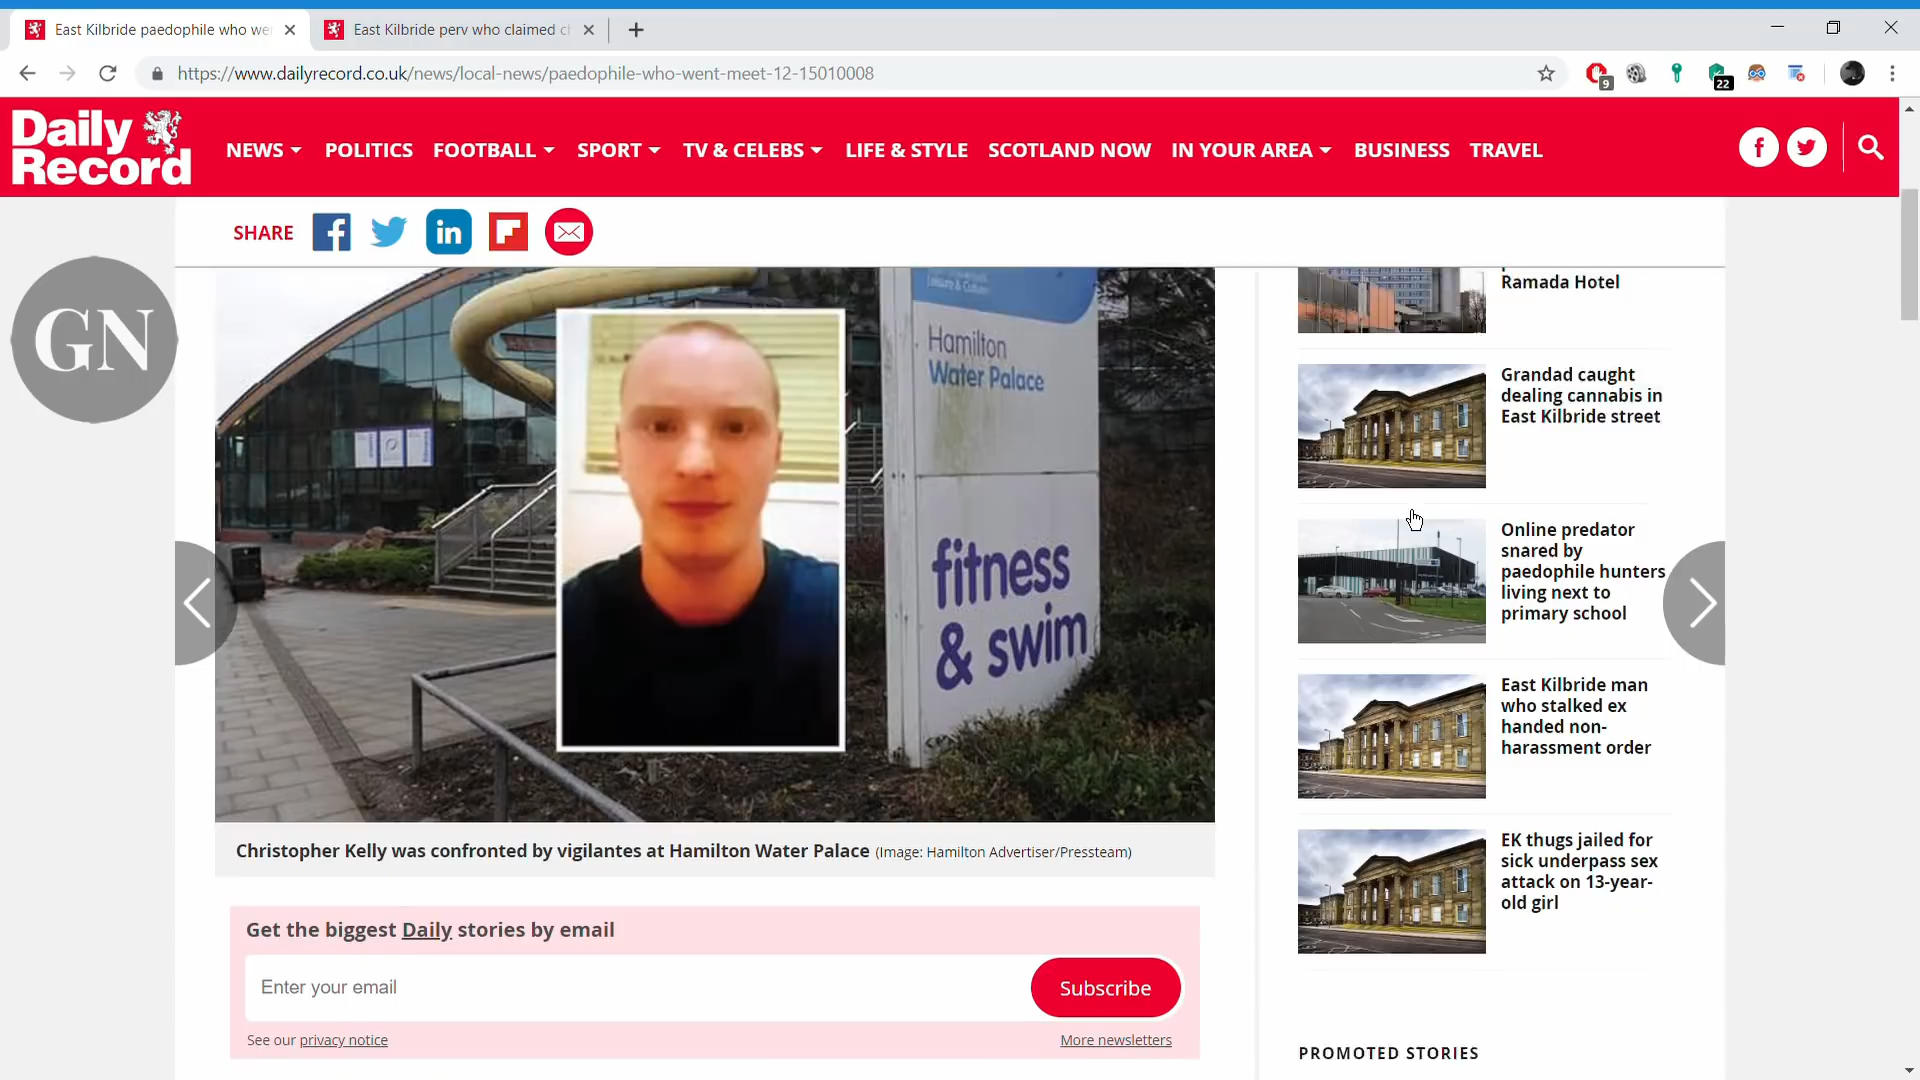 East Kilbride paedophile who we
East Kilbride perv who claimed c
https://www.dailyrecord.co.uk/news/local-news/paedophile-who-went-meet-12-15010008
9
22
Daily
Record
NEWS
POLITICS
FOOTBALL
SPORT
TV & CELEBS
LIFE & STYLE
SCOTLAND NOW
IN YOUR AREA
BUSINESS
TRAVEL
SHARE
GN
Leisure & Culture
Hamilton
Water Palace
fitness
& swim
Ramada Hotel
Grandad caught
dealing cannabis in
East Kilbride street
Online predator
snared by
paedophile hunters
living next to
primary school
East Kilbride man
who stalked ex
handed non-
harassment order
EK thugs jailed for
sick underpass sex
attack on 13-year-
old girl
Christopher Kelly was confronted by vigilantes at Hamilton Water Palace (Image: Hamilton Advertiser/Pressteam)
Get the biggest Daily stories by email
Enter your email
Subscribe
See our privacy notice
More newsletters
PROMOTED STORIES